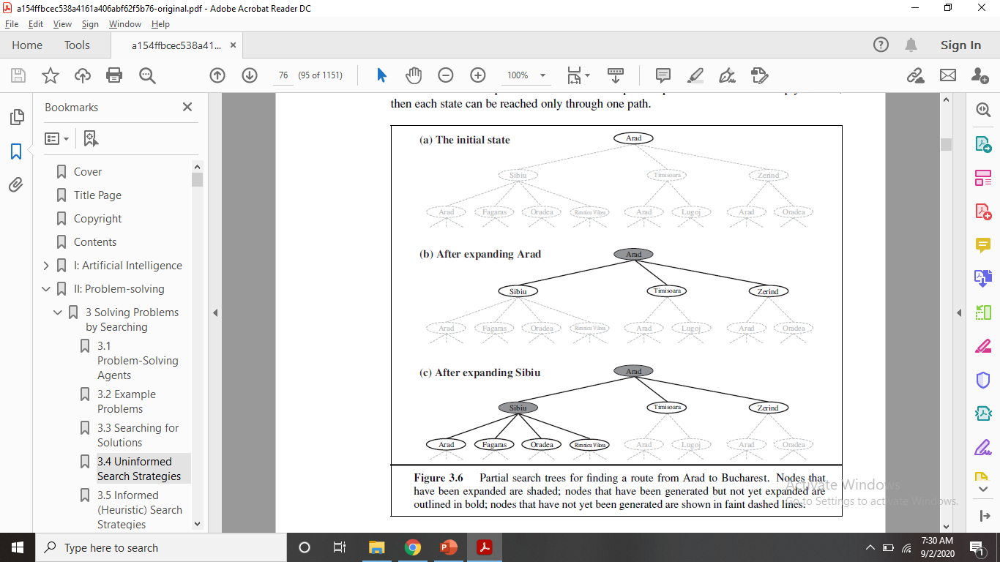 a154ffbcec538a4161a406abf62f5b76-original.pdf - Adobe Acrobat Reader DC
File Edit View Sign Window Help
Home Tools a154ffbcec538a41... × Sign In
76 (95 of 1151) 100%
Bookmarks
Cover
Title Page
Copyright
Contents
I: Artificial Intelligence
II: Problem-solving
3 Solving Problems
by Searching
3.1
Problem-Solving
Agents
3.2 Example
Problems
3.3 Searching for
Solutions
3.4 Uninformed
Search Strategies
3.5 Informed
(Heuristic) Search
Strategies
then each state can be reached only through one path.
(a) The initial state
Arad
Sibiu Timisoara Zerind
Arad Fagaras Oradea Rimnicu Vilcea Arad Lugoj Arad Oradea
(b) After expanding Arad
Arad
Sibiu Timisoara Zerind
Arad Fagaras Oradea Rimnicu Vilcea Arad Lugoj Arad Oradea
(c) After expanding Sibiu
Arad
Sibiu Timisoara Zerind
Arad Fagaras Oradea Rimnicu Vilcea Arad Lugoj Arad Oradea
Figure 3.6 Partial search trees for finding a route from Arad to Bucharest. Nodes that
have been expanded are shaded; nodes that have been generated but not yet expanded are
outlined in bold; nodes that have not yet been generated are shown in faint dashed lines.
Activate Windows
Go to Settings to activate Windows.
Type here to search
7:30 AM
9/2/2020
1